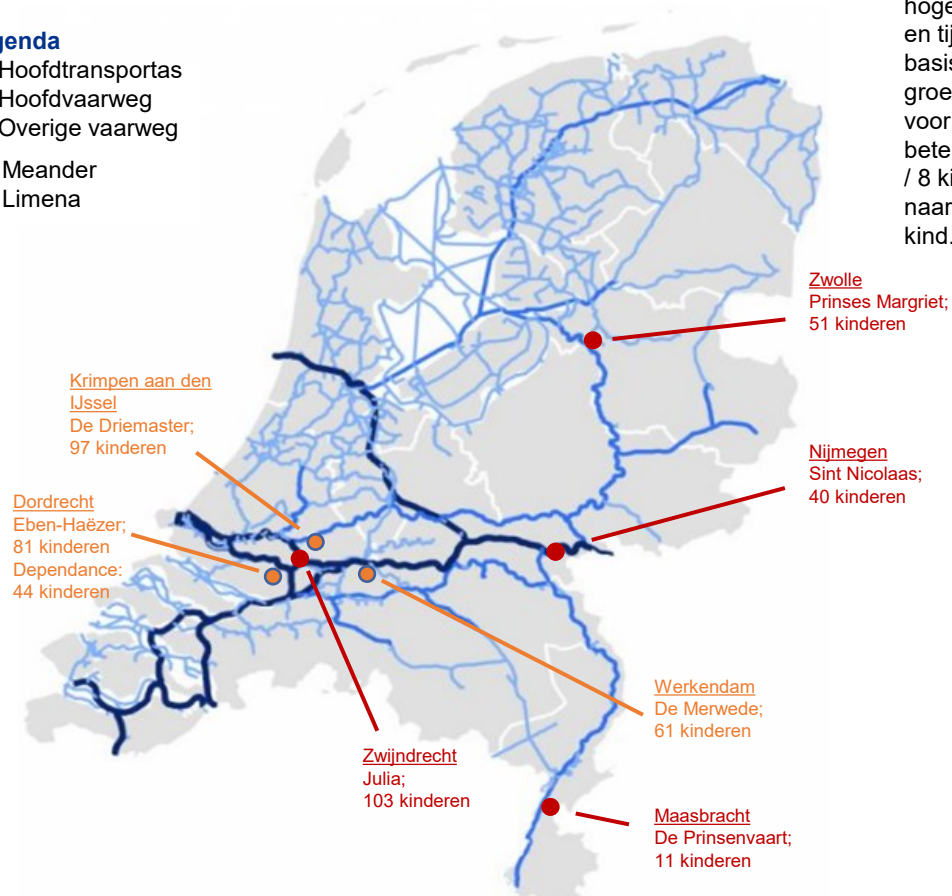 genda
Hoofdtransportas
Hoofdvaarweg
Overige vaarweg
Meander
Limena
hoge
en tij
basis
groe
voor
bete
/ 8 ki
naar
kind.
Zwolle
Prinses Margriet;
51 kinderen
Krimpen aan den
IJssel
De Driemaster;
97 kinderen
Nijmegen
Sint Nicolaas;
40 kinderen
Dordrecht
Eben-Haëzer;
81 kinderen
Dependance:
44 kinderen
Werkendam
De Merwede;
61 kinderen
Zwijndrecht
Julia;
103 kinderen
Maasbracht
De Prinsenvaart;
11 kinderen